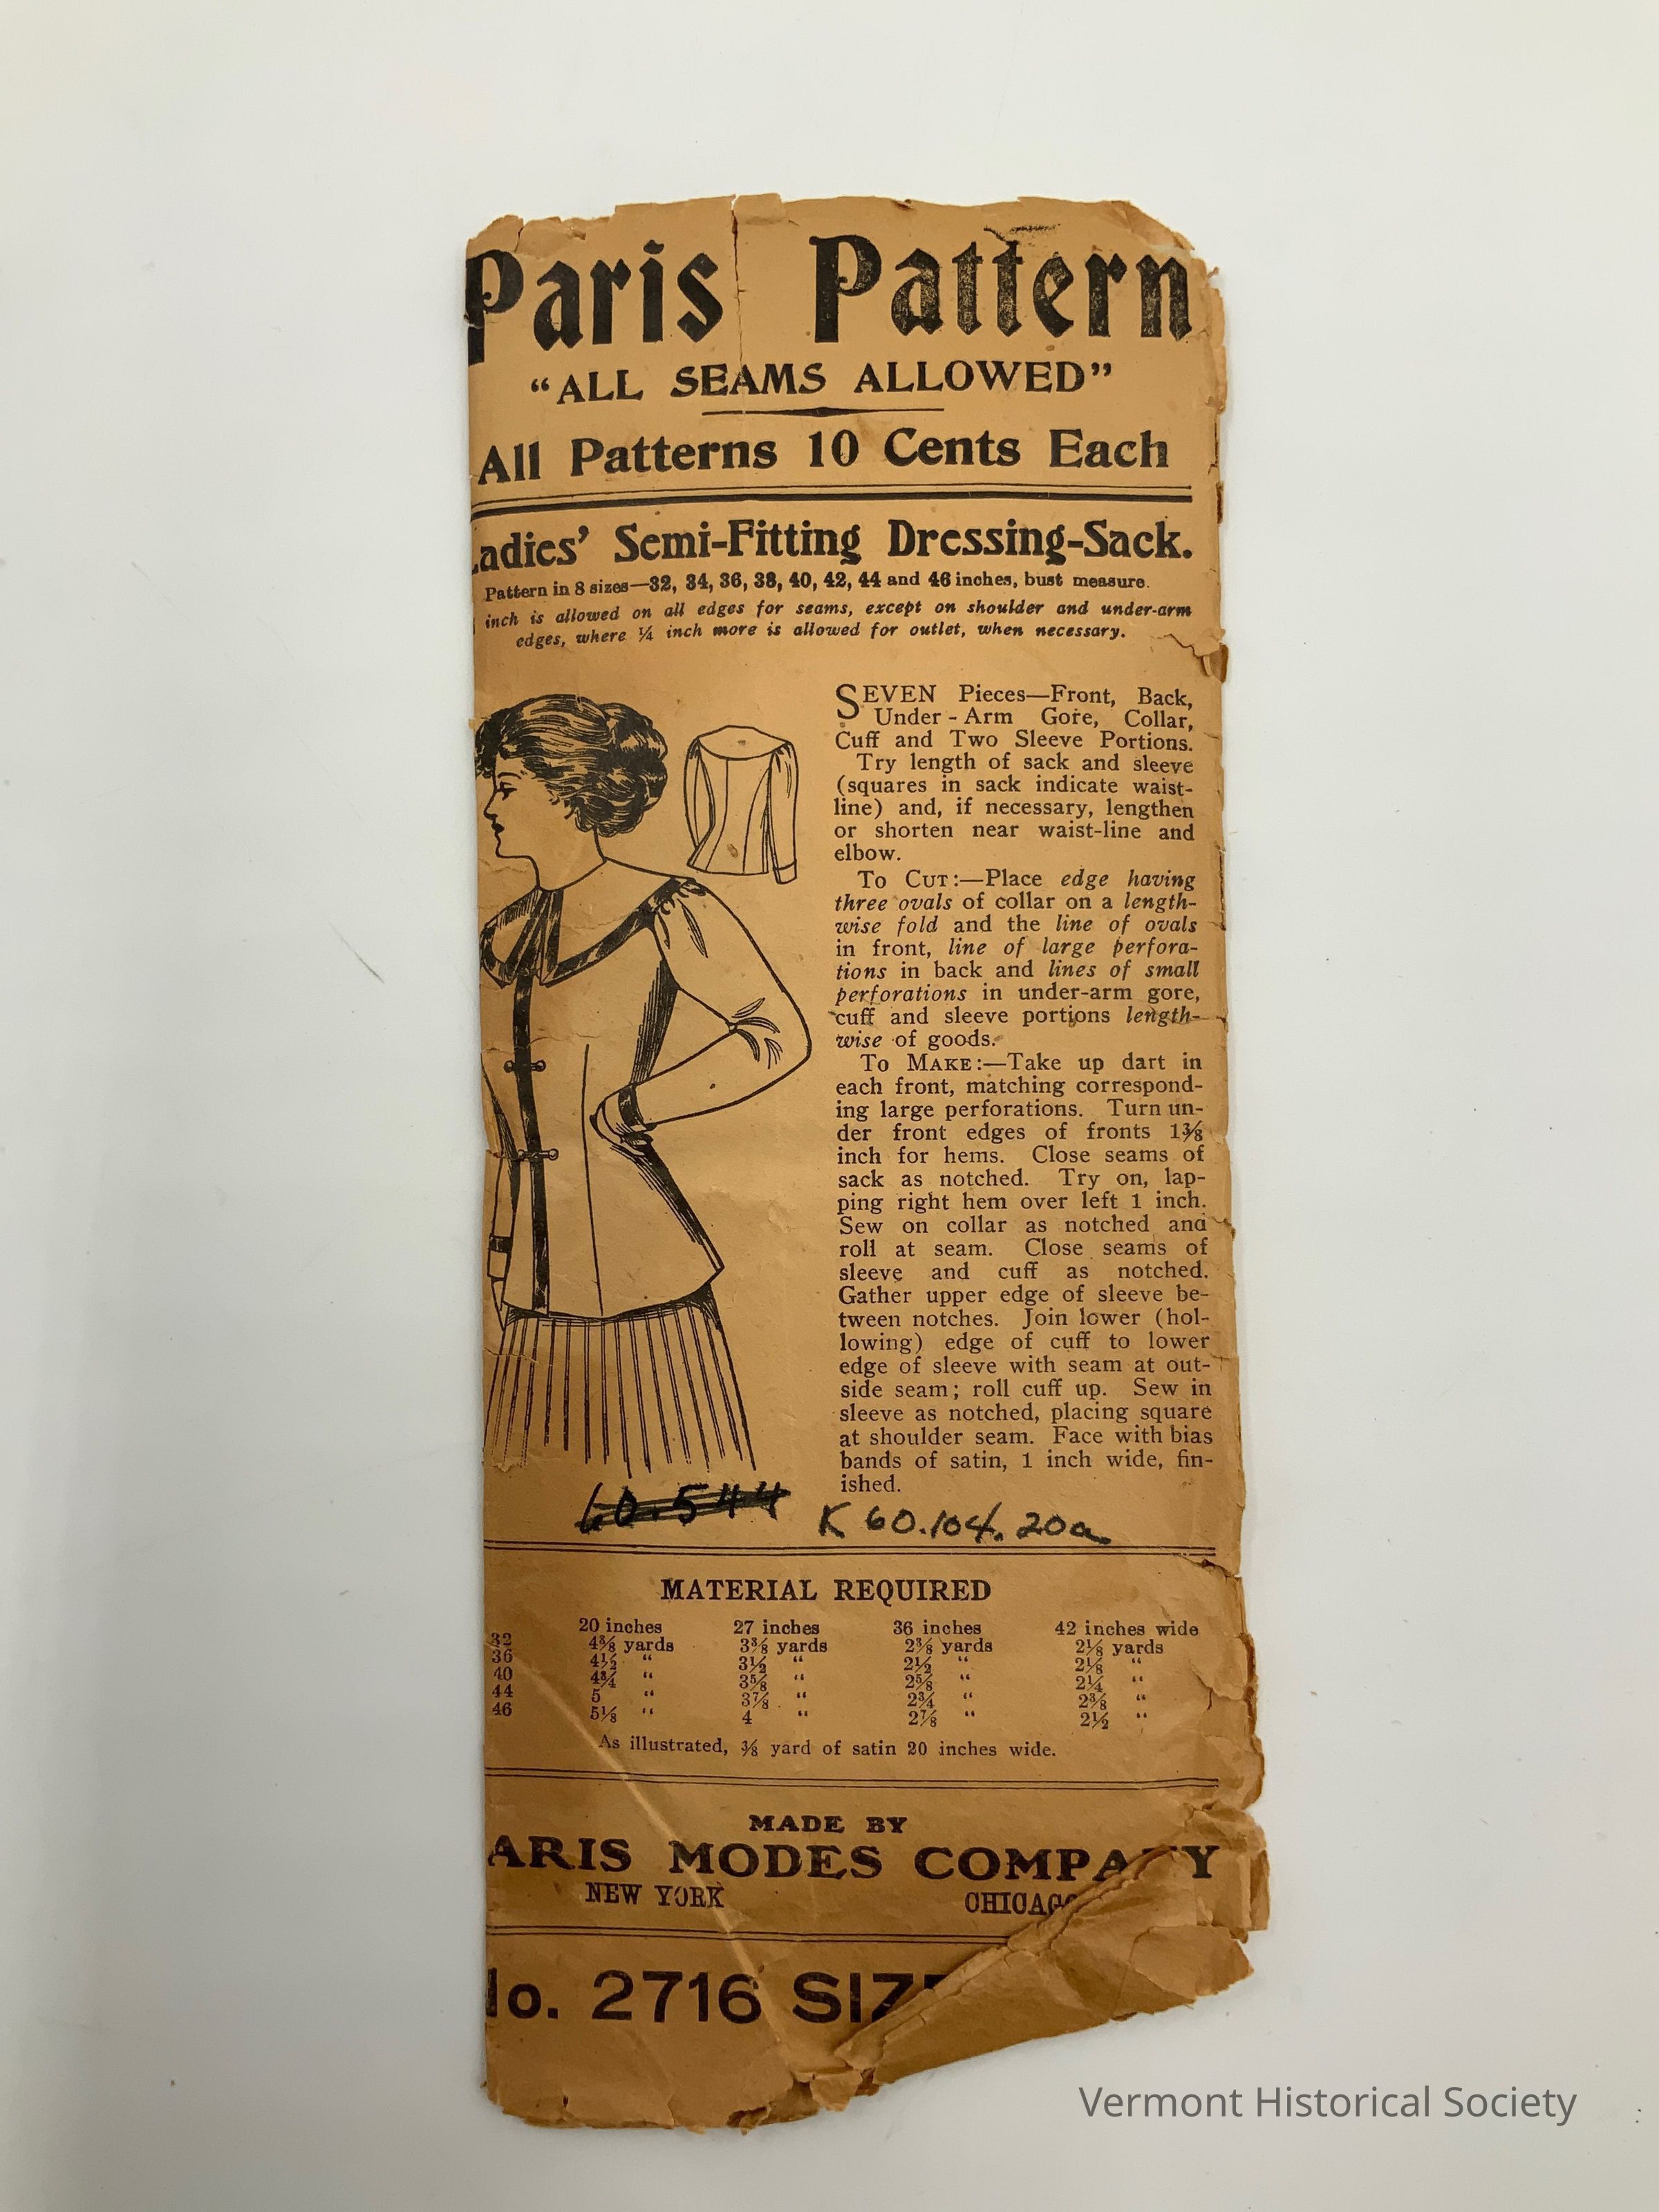 Paris Pattern
“ALL SEAMS ALLOWED”
All Patterns 10 Cents Each
adies’ Semi-Fitting Dressing-Sack.
Pattern in 8 sizes—32, 34, 36, 38, 40, 42, 44 and 46 inches, bust measure.
inch is allowed on all edges for seams, except on shoulder and under-arm
edges, where ¼ inch more is allowed for outlet, when necessary.
SEVEN Pieces—Front, Back,
Under-Arm Gore, Collar,
Cuff and Two Sleeve Portions.
Try length of sack and sleeve
(squares in sack indicate waist-
line) and, if necessary, lengthen
or shorten near waist-line and
elbow.
To Cut:—Place edge having
three ovals of collar on a length-
wise fold and the line of ovals
in front, line of large perfora-
tions in back and lines of small
perforations in under-arm gore,
cuff and sleeve portions length-
wise of goods.
To Make:—Take up dart in
each front, matching correspond-
ing large perforations. Turn un-
der front edges of fronts 1⅜
inch for hems. Close seams of
sack as notched. Try on, lap-
ping right hem over left 1 inch.
Sew on collar as notched and
roll at seam. Close seams of
sleeve and cuff as notched.
Gather upper edge of sleeve be-
tween notches. Join lower (hol-
lowing) edge of cuff to lower
edge of sleeve with seam at out-
side seam; roll cuff up. Sew in
sleeve as notched, placing square
at shoulder seam. Face with bias
bands of satin, 1 inch wide, fin-
ished.
60.544 K 60.104.20a
MATERIAL REQUIRED
20 inches 27 inches 36 inches 42 inches wide
32 4⅜ yards 3⅜ yards 2⅜ yards 2⅛ yards
36 4½ “ 3½ “ 2½ “ 2⅛ “
40 4¾ “ 3⅝ “ 2⅝ “ 2¼ “
44 5 “ 3⅞ “ 2¾ “ 2⅜ “
46 5⅛ “ 4 “ 2⅞ “ 2½ “
As illustrated, ⅜ yard of satin 20 inches wide.
MADE BY
ARIS MODES COMPANY
NEW YORK CHICAGO
No. 2716 SIZE
Vermont Historical Society